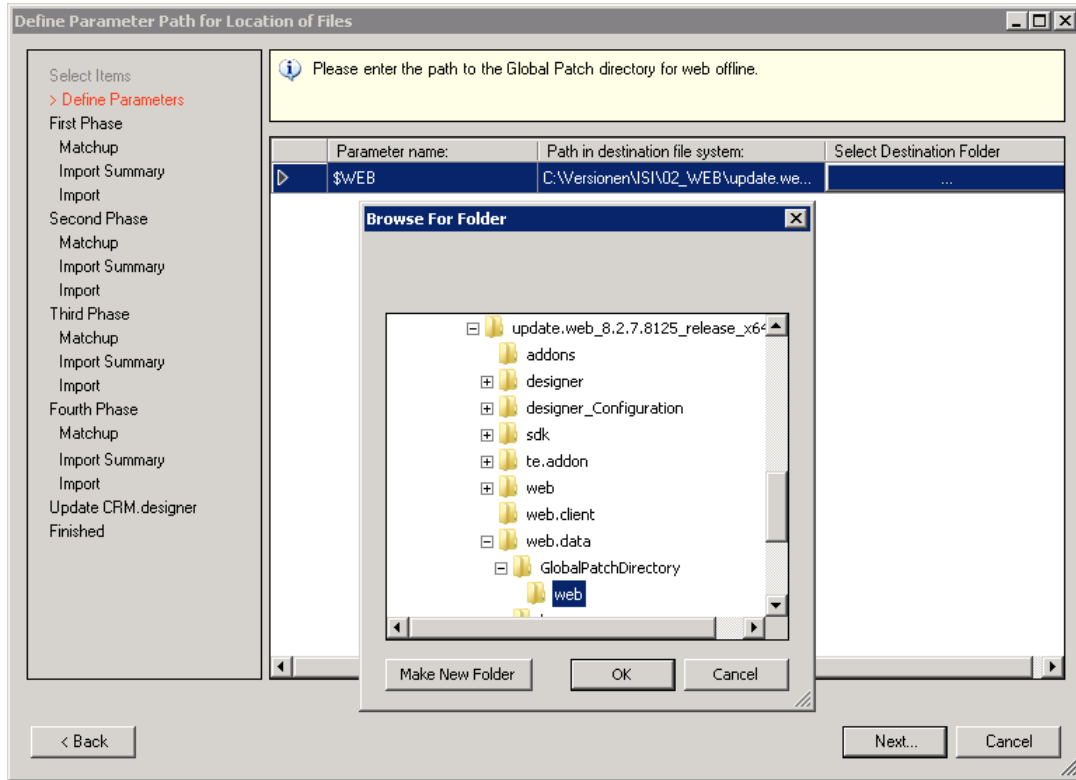 Define Parameter Path for Location of Files
Select Items
> Define Parameters
First Phase
Matchup
Import Summary
Import
Second Phase
Matchup
Import Summary
Import
Third Phase
Matchup
Import Summary
Import
Fourth Phase
Matchup
Import Summary
Import
Update CRM.designer
Finished
Please enter the path to the Global Patch directory for web offline.
Parameter name: Path in destination file system: Select Destination Folder
$WEB C:\Versionen\ISI\02_WEB\update.we... ...
Browse For Folder
update.web_8.2.7.8125_release_x64
addons
designer
designer_Configuration
sdk
te.addon
web
web.client
web.data
GlobalPatchDirectory
web
Make New Folder OK Cancel
< Back Next... Cancel